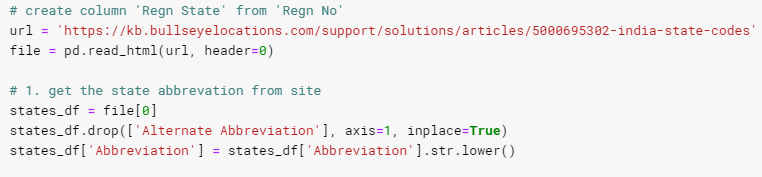 # create column 'Regn State' from 'Regn No'
url = 'https://kb.bullseyelocations.com/support/solutions/articles/5000695302-india-state-codes'
file = pd.read_html(url, header=0)
# 1. get the state abbrevation from site
states_df = file[0]
states_df.drop(['Alternate Abbreviation'], axis=1, inplace=True)
states_df['Abbreviation'] = states_df['Abbreviation'].str.lower()